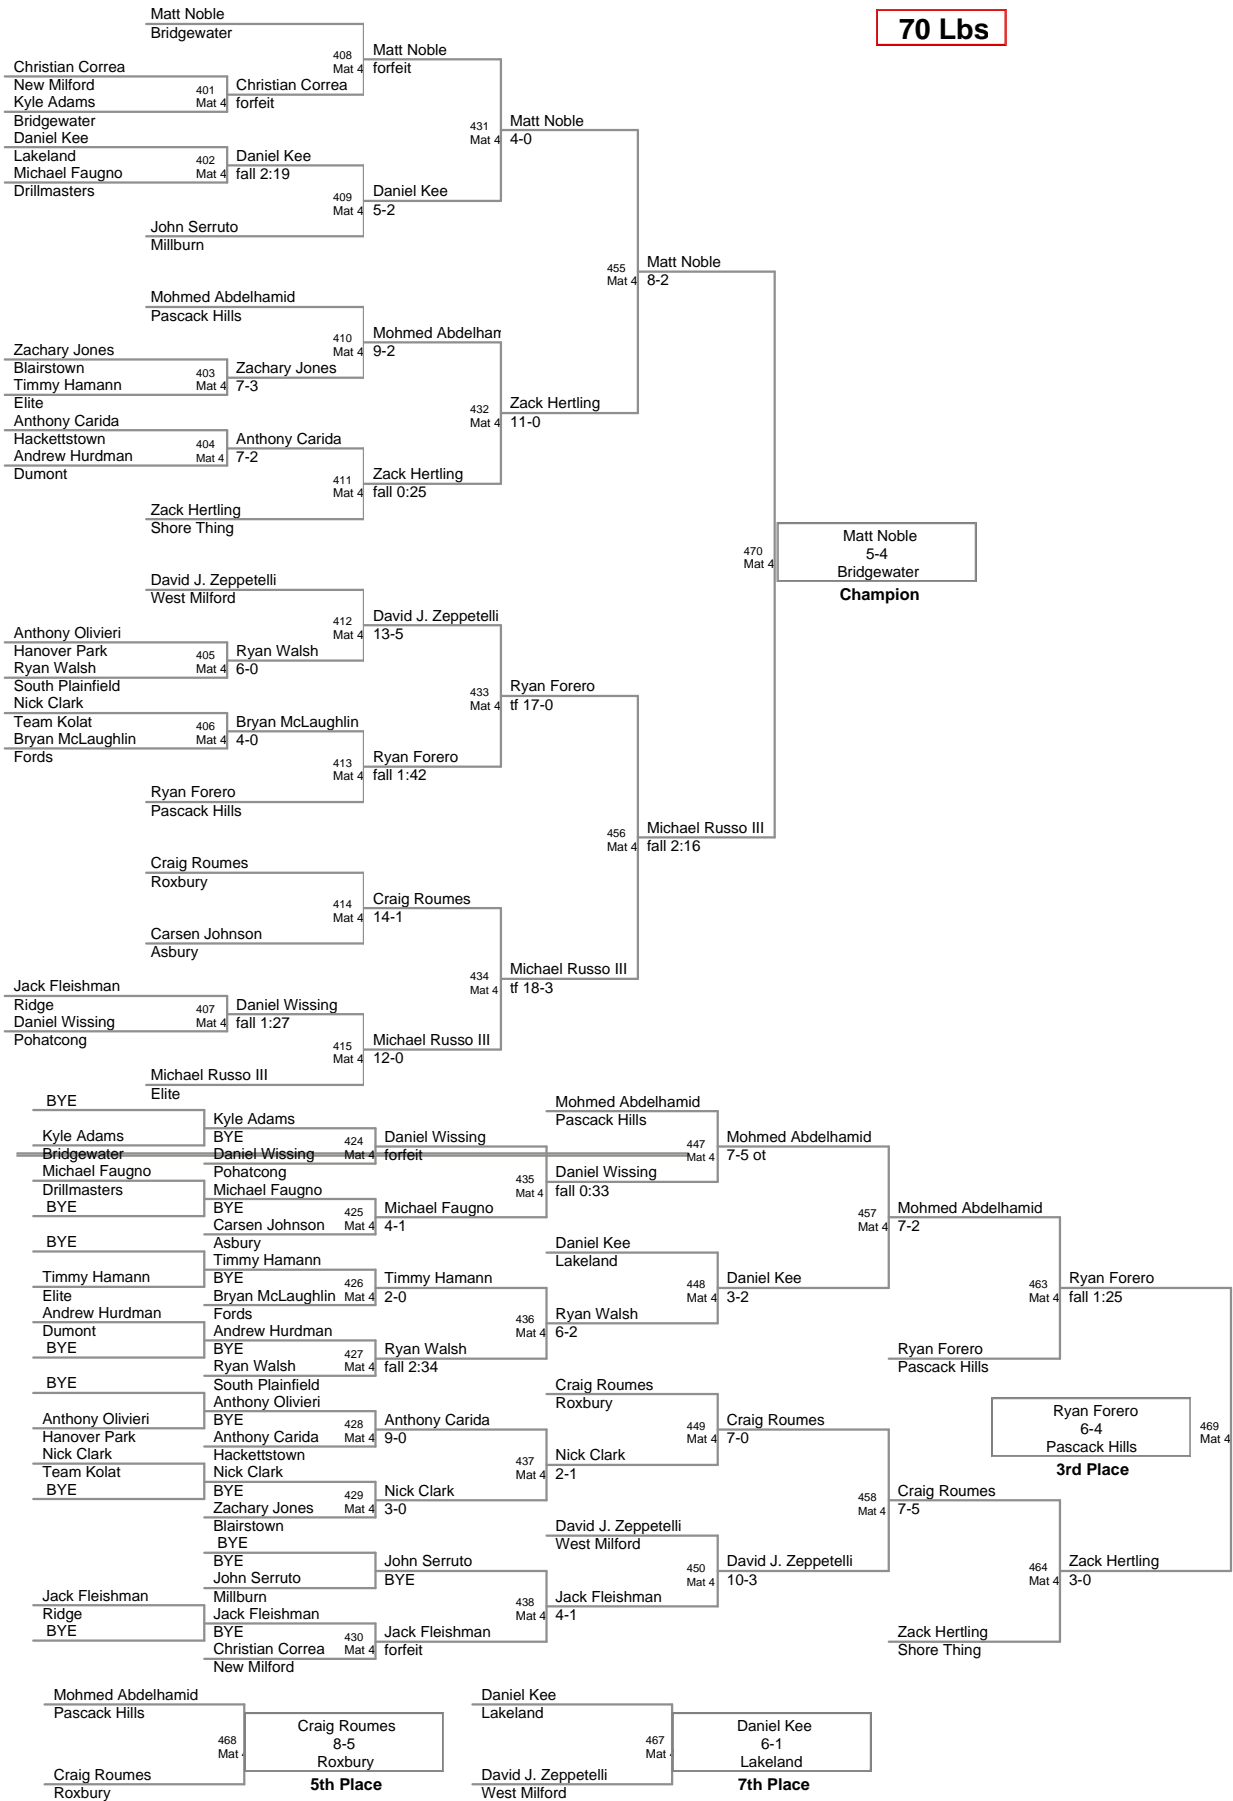 70 Lbs
Matt Noble
Bridgewater
408
Mat 4
Matt Noble
forfeit
Christian Correa
New Milford
401
Mat 4
Christian Correa
forfeit
Kyle Adams
Bridgewater
431
Mat 4
Matt Noble
4-0
Daniel Kee
Lakeland
402
Mat 4
Daniel Kee
fall 2:19
Michael Faugno
Drillmasters
409
Mat 4
Daniel Kee
5-2
John Serruto
Millburn
455
Mat 4
Matt Noble
8-2
Mohmed Abdelhamid
Pascack Hills
410
Mat 4
Mohmed Abdelham
9-2
Zachary Jones
Blairstown
403
Mat 4
Zachary Jones
7-3
Timmy Hamann
Elite
432
Mat 4
Zack Hertling
11-0
Anthony Carida
Hackettstown
404
Mat 4
Anthony Carida
7-2
Andrew Hurdman
Dumont
411
Mat 4
Zack Hertling
fall 0:25
Zack Hertling
Shore Thing
470
Mat 4
Matt Noble
5-4
Bridgewater
Champion
David J. Zeppetelli
West Milford
412
Mat 4
David J. Zeppetelli
13-5
Anthony Olivieri
Hanover Park
405
Mat 4
Ryan Walsh
6-0
Ryan Walsh
South Plainfield
433
Mat 4
Ryan Forero
tf 17-0
Nick Clark
Team Kolat
406
Mat 4
Bryan McLaughlin
4-0
Bryan McLaughlin
Fords
413
Mat 4
Ryan Forero
fall 1:42
Ryan Forero
Pascack Hills
456
Mat 4
Michael Russo III
fall 2:16
Craig Roumes
Roxbury
414
Mat 4
Craig Roumes
14-1
Carsen Johnson
Asbury
434
Mat 4
Michael Russo III
tf 18-3
Jack Fleishman
Ridge
407
Mat 4
Daniel Wissing
fall 1:27
Daniel Wissing
Pohatcong
415
Mat 4
Michael Russo III
12-0
Michael Russo III
Elite
BYE
Kyle Adams
BYE
Kyle Adams
Bridgewater
Daniel Wissing
Pohatcong
424
Mat 4
Daniel Wissing
forfeit
Mohmed Abdelhamid
Pascack Hills
447
Mat 4
Mohmed Abdelhamid
7-5 ot
Michael Faugno
Drillmasters
BYE
Michael Faugno
BYE
Carsen Johnson
Asbury
425
Mat 4
Michael Faugno
4-1
435
Mat 4
Daniel Wissing
fall 0:33
457
Mat 4
Mohmed Abdelhamid
7-2
BYE
Timmy Hamann
Elite
Timmy Hamann
BYE
Bryan McLaughlin
Fords
426
Mat 4
Timmy Hamann
2-0
Daniel Kee
Lakeland
448
Mat 4
Daniel Kee
3-2
463
Mat 4
Ryan Forero
fall 1:25
Andrew Hurdman
Dumont
BYE
Andrew Hurdman
BYE
Ryan Walsh
South Plainfield
427
Mat 4
Ryan Walsh
fall 2:34
436
Mat 4
Ryan Walsh
6-2
Ryan Forero
Pascack Hills
BYE
Anthony Olivieri
Hanover Park
Anthony Olivieri
BYE
Anthony Carida
Hackettstown
428
Mat 4
Anthony Carida
9-0
Craig Roumes
Roxbury
449
Mat 4
Craig Roumes
7-0
Ryan Forero
6-4
Pascack Hills
3rd Place
469
Mat 4
Nick Clark
Team Kolat
BYE
Nick Clark
BYE
Zachary Jones
Blairstown
429
Mat 4
Nick Clark
3-0
437
Mat 4
Nick Clark
2-1
458
Mat 4
Craig Roumes
7-5
BYE
BYE
John Serruto
Millburn
John Serruto
BYE
David J. Zeppetelli
West Milford
450
Mat 4
David J. Zeppetelli
10-3
464
Mat 4
Zack Hertling
3-0
Jack Fleishman
Ridge
BYE
Jack Fleishman
BYE
Christian Correa
New Milford
430
Mat 4
Jack Fleishman
forfeit
438
Mat 4
Jack Fleishman
4-1
Zack Hertling
Shore Thing
Mohmed Abdelhamid
Pascack Hills
468
Mat
Craig Roumes
8-5
Roxbury
5th Place
Craig Roumes
Roxbury
Daniel Kee
Lakeland
467
Mat
Daniel Kee
6-1
Lakeland
7th Place
David J. Zeppetelli
West Milford